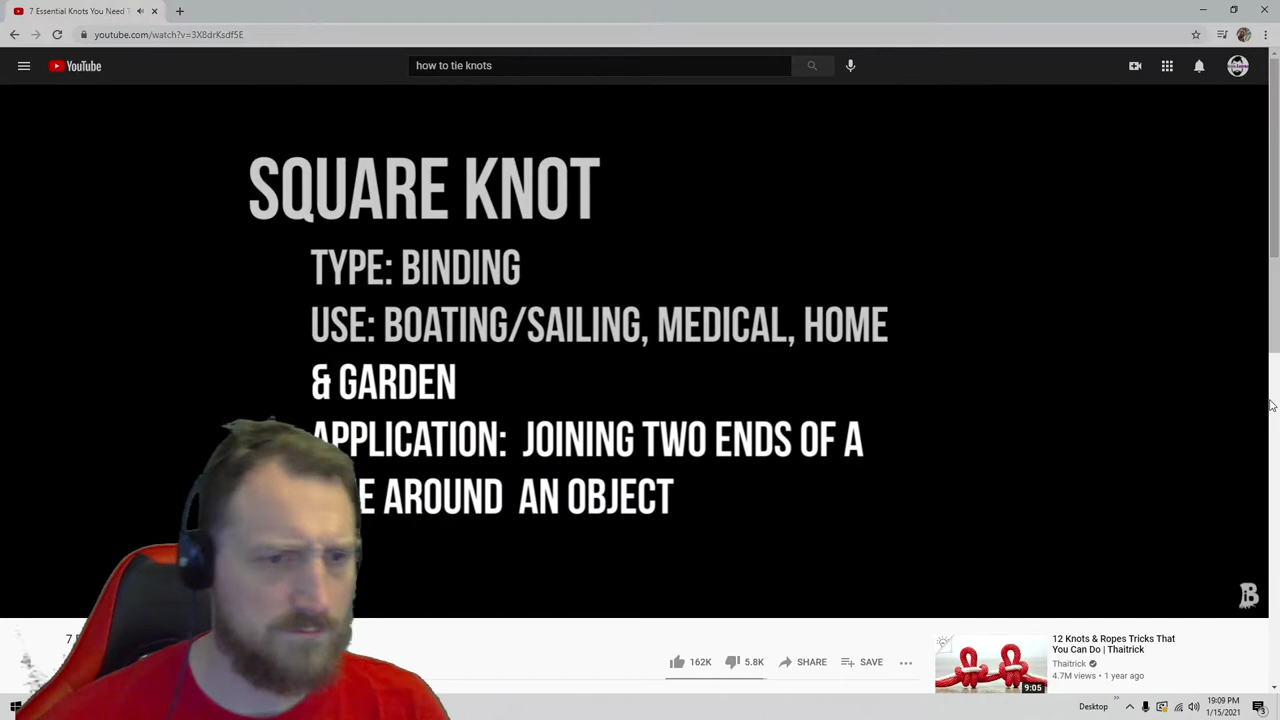 7 Essential Knots You Need T
youtube.com/watch?v=3X8drKsdf5E
YouTube
how to tie knots
SQUARE KNOT
TYPE: BINDING
USE: BOATING/SAILING, MEDICAL, HOME
& GARDEN
APPLICATION: JOINING TWO ENDS OF A
AROUND AN OBJECT
B
7
162K
5.8K
SHARE
SAVE
12 Knots & Ropes Tricks That
You Can Do | Thaitrick
Thaitrick
4.7M views • 1 year ago
9:05
Desktop
19:09 PM
1/15/2021
3